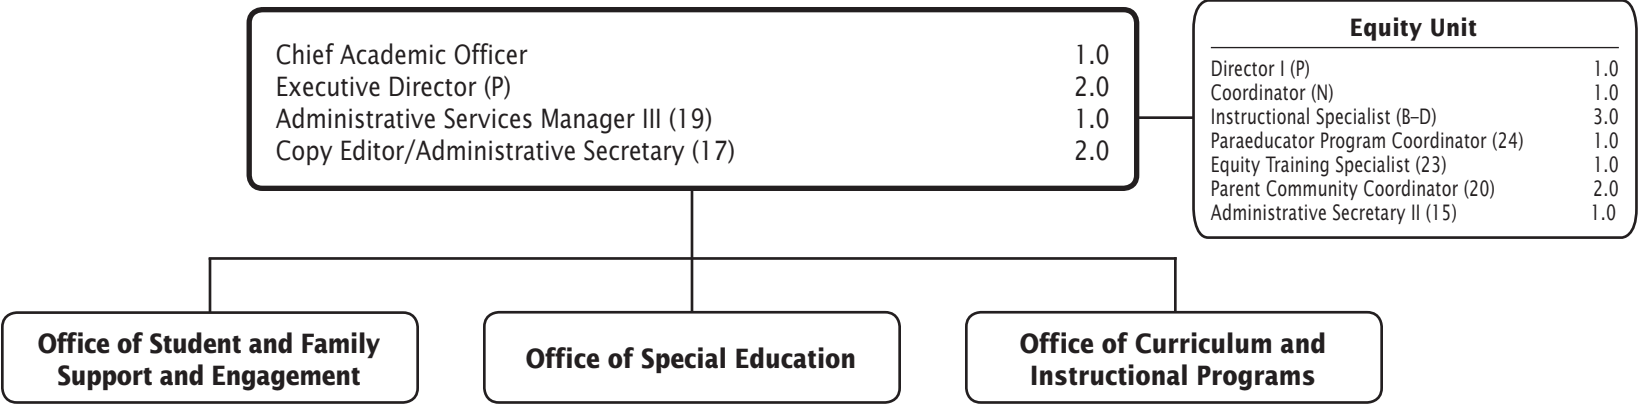 Chief Academic Officer 1.0
Executive Director (P) 2.0
Administrative Services Manager III (19) 1.0
Copy Editor/Administrative Secretary (17) 2.0
Equity Unit
Director I (P) 1.0
Coordinator (N) 1.0
Instructional Specialist (B–D) 3.0
Paraeducator Program Coordinator (24) 1.0
Equity Training Specialist (23) 1.0
Parent Community Coordinator (20) 2.0
Administrative Secretary II (15) 1.0
Office of Student and Family
Support and Engagement
Office of Special Education
Office of Curriculum and
Instructional Programs